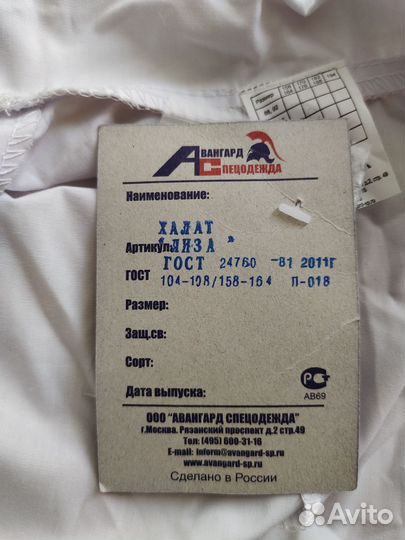 Размер
АВАНГАРД
СПЕЦОДЕЖДА
Наименование:
ХАЛАТ
Артикул:
"ЛИЗА"
ГОСТ 24760 -81 2011Г
ГОСТ
104-108/158-164 П-018
Размер:
Защ.св:
Сорт:
Дата выпуска:
АВ69
ООО "АВАНГАРД СПЕЦОДЕЖДА"
г.Москва. Рязанский проспект д.2 стр.49
Тел: (495) 600-31-16
E-mail: inform@avangard-sp.ru
www.avangard-sp.ru
Сделано в России
Avito